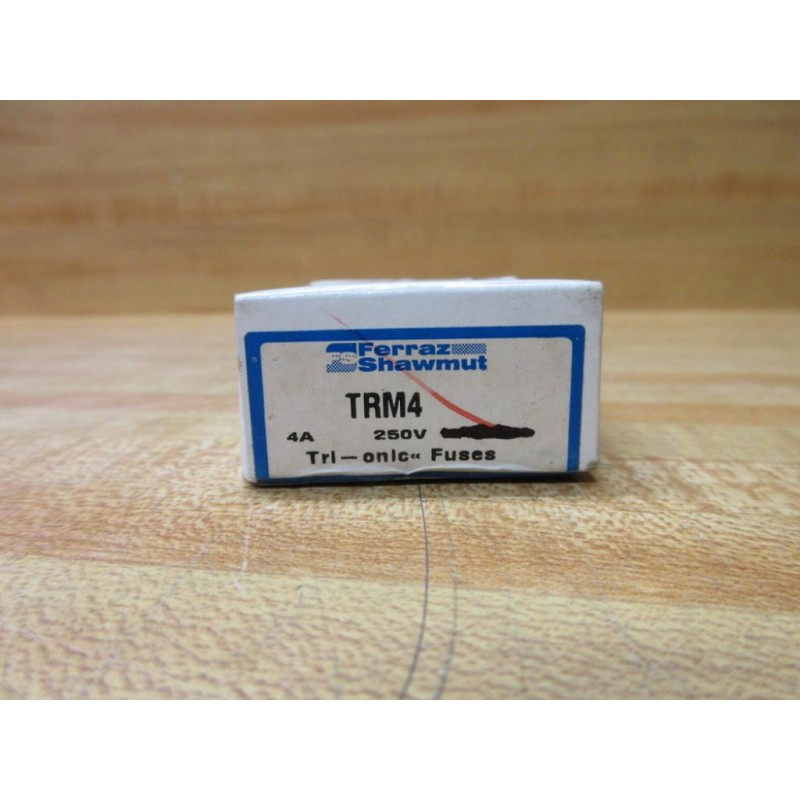 Ferraz
Shawmut
TRM4
4A 250V
Tri-onic« Fuses